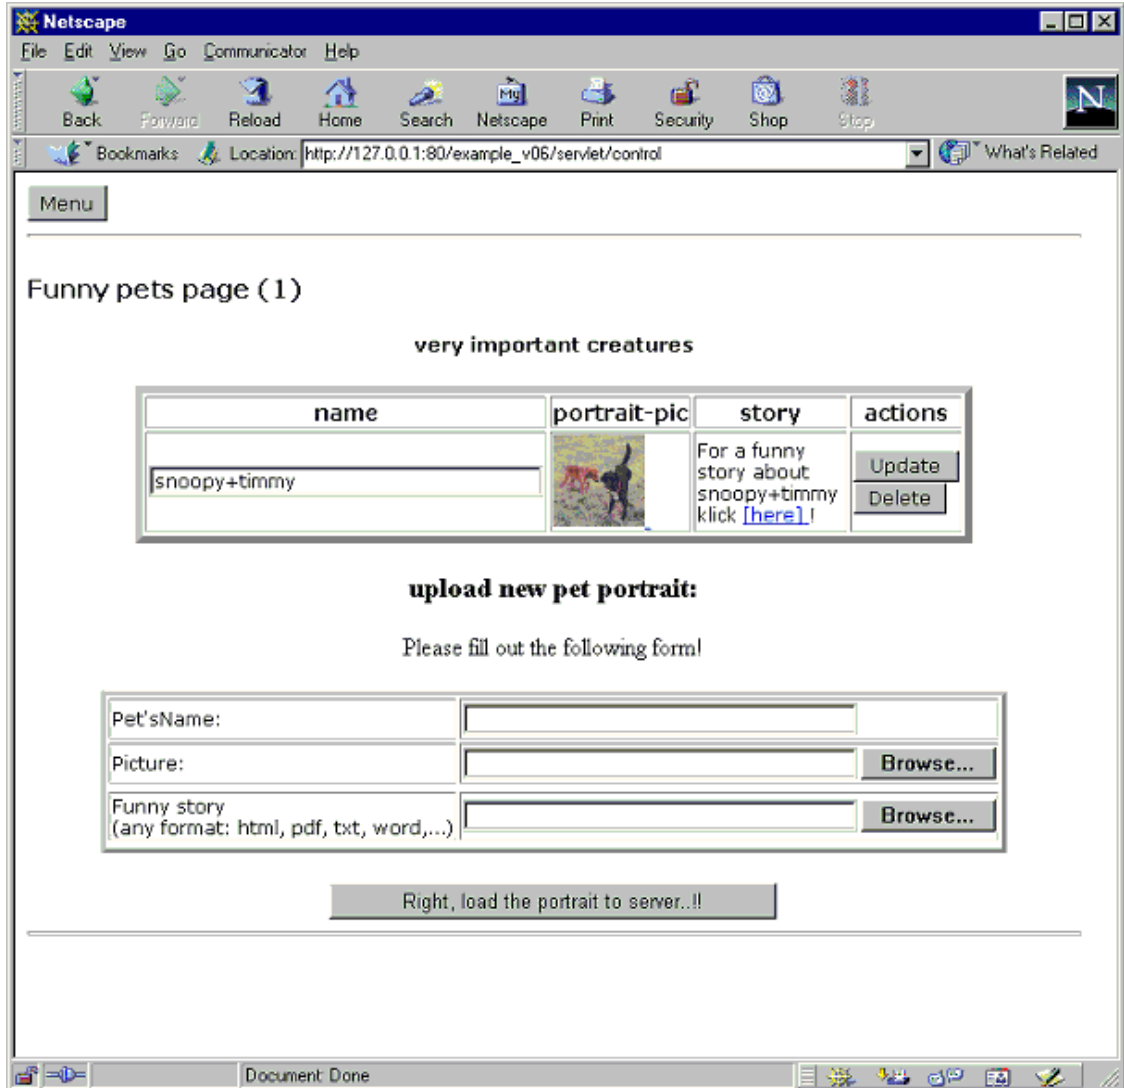 Netscape
File Edit View Go Communicator Help
My
N
Back Forward Reload Home Search Netscape Print Security Shop Stop
Bookmarks Location: http://127.0.0.1:80/example_v06/servlet/control What's Related
Menu
Funny pets page (1)
very important creatures
name portrait-pic story actions
snoopy+timmy
For a funny
story about
snoopy+timmy
klick [here] !
Update
Delete
upload new pet portrait:
Please fill out the following form!
Pet'sName:
Picture: Browse...
Funny story
(any format: html, pdf, txt, word,...) Browse...
Right, load the portrait to server..!!
Document: Done